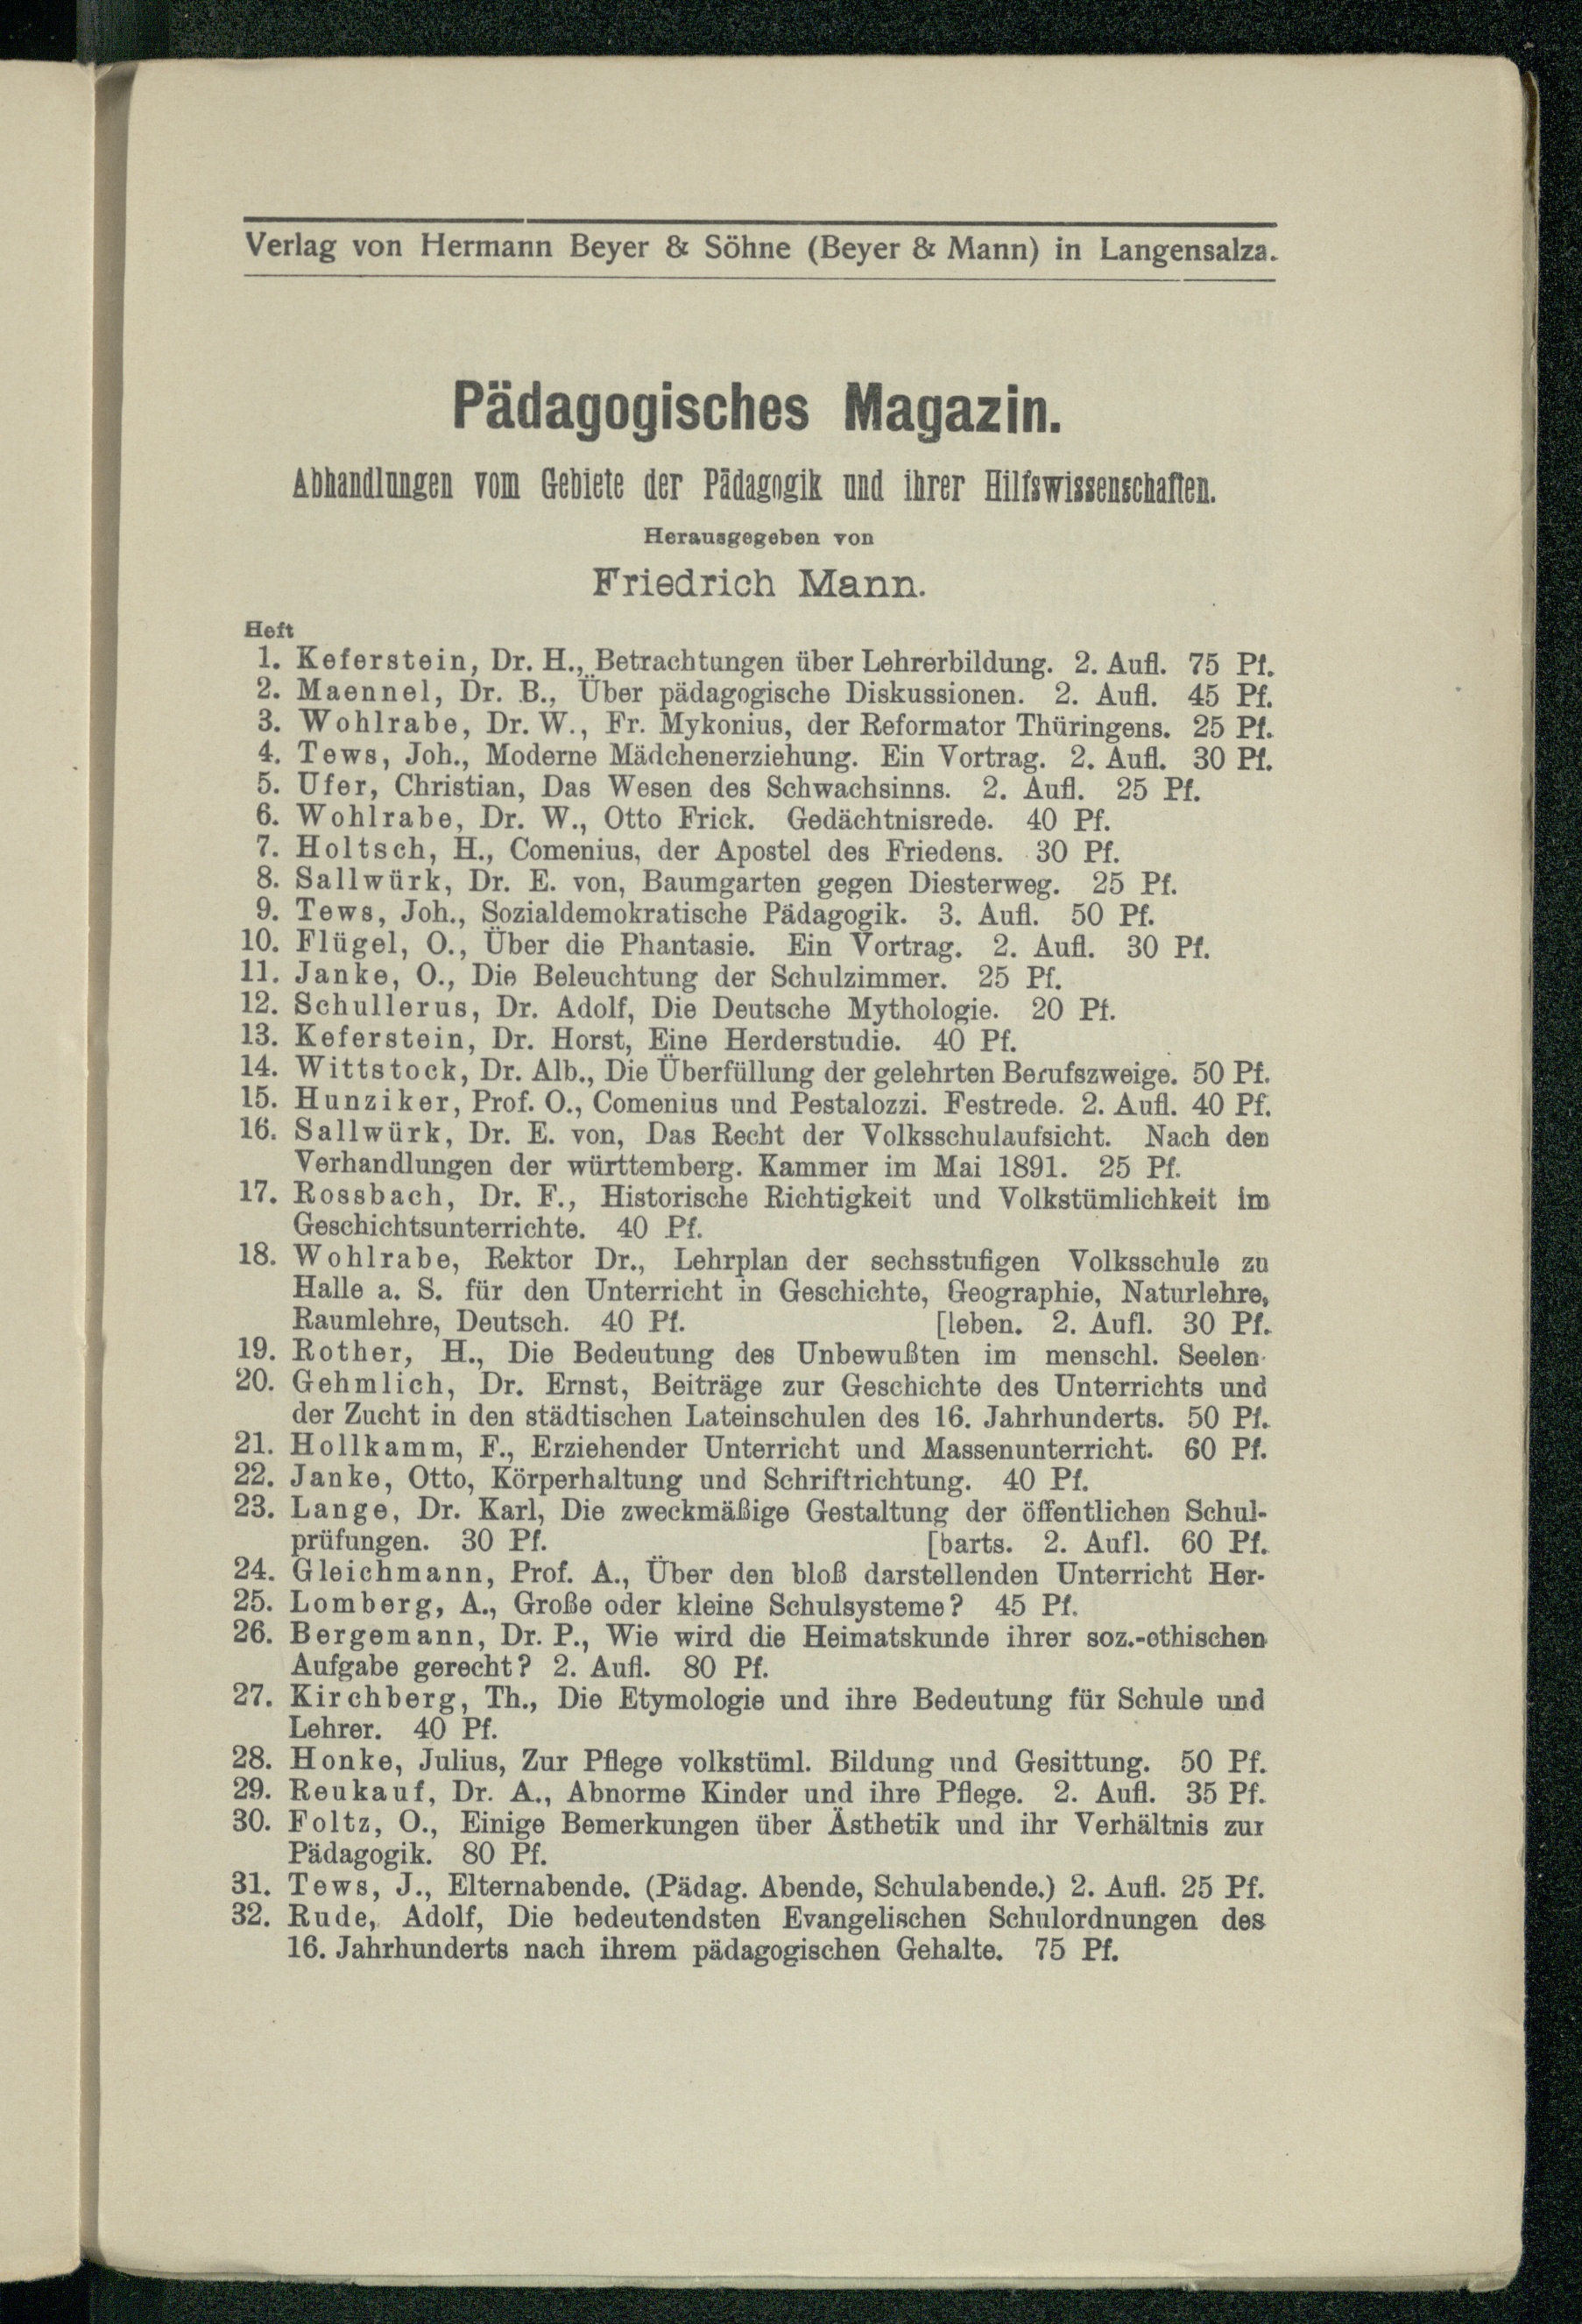 Verlag von Hermann Beyer & Söhne (Beyer & Mann) in Langensalza.
Pädagogisches Magazin.
Abhandlungen vom Gebiete der Pädagogik und ihrer Hilfswissenschaften.
Herausgegeben von
Friedrich Mann.
Heft
1. Keferstein, Dr. H., Betrachtungen über Lehrerbildung. 2. Aufl. 75 Pf.
2. Maennel, Dr. B., Über pädagogische Diskussionen. 2. Aufl. 45 Pf.
3. Wohlrabe, Dr. W., Fr. Mykonius, der Reformator Thüringens. 25 Pf.
4. Tews, Joh., Moderne Mädchenerziehung. Ein Vortrag. 2. Aufl. 30 Pf.
5. Ufer, Christian, Das Wesen des Schwachsinns. 2. Aufl. 25 Pf.
6. Wohlrabe, Dr. W., Otto Frick. Gedächtnisrede. 40 Pf.
7. Holtsch, H., Comenius, der Apostel des Friedens. 30 Pf.
8. Sallwürk, Dr. E. von, Baumgarten gegen Diesterweg. 25 Pf.
9. Tews, Joh., Sozialdemokratische Pädagogik. 3. Aufl. 50 Pf.
10. Flügel, O., Über die Phantasie. Ein Vortrag. 2. Aufl. 30 Pf.
11. Janke, O., Die Beleuchtung der Schulzimmer. 25 Pf.
12. Schullerus, Dr. Adolf, Die Deutsche Mythologie. 20 Pf.
13. Keferstein, Dr. Horst, Eine Herderstudie. 40 Pf.
14. Wittstock, Dr. Alb., Die Überfüllung der gelehrten Berufszweige. 50 Pf.
15. Hunziker, Prof. O., Comenius und Pestalozzi. Festrede. 2. Aufl. 40 Pf.
16. Sallwürk, Dr. E. von, Das Recht der Volksschulaufsicht. Nach den
Verhandlungen der württemberg. Kammer im Mai 1891. 25 Pf.
17. Rossbach, Dr. F., Historische Richtigkeit und Volkstümlichkeit im
Geschichtsunterrichte. 40 Pf.
18. Wohlrabe, Rektor Dr., Lehrplan der sechsstufigen Volksschule zu
Halle a. S. für den Unterricht in Geschichte, Geographie, Naturlehre,
Raumlehre, Deutsch. 40 Pf. [leben. 2. Aufl. 30 Pf.
19. Rother, H., Die Bedeutung des Unbewußten im menschl. Seelen-
20. Gehmlich, Dr. Ernst, Beiträge zur Geschichte des Unterrichts und
der Zucht in den städtischen Lateinschulen des 16. Jahrhunderts. 50 Pf.
21. Hollkamm, F., Erziehender Unterricht und Massenunterricht. 60 Pf.
22. Janke, Otto, Körperhaltung und Schriftrichtung. 40 Pf.
23. Lange, Dr. Karl, Die zweckmäßige Gestaltung der öffentlichen Schul-
prüfungen. 30 Pf. [barts. 2. Aufl. 60 Pf.
24. Gleichmann, Prof. A., Über den bloß darstellenden Unterricht Her-
25. Lomberg, A., Große oder kleine Schulsysteme? 45 Pf.
26. Bergemann, Dr. P., Wie wird die Heimatskunde ihrer soz.-ethischen
Aufgabe gerecht? 2. Aufl. 80 Pf.
27. Kirchberg, Th., Die Etymologie und ihre Bedeutung für Schule und
Lehrer. 40 Pf.
28. Honke, Julius, Zur Pflege volkstüml. Bildung und Gesittung. 50 Pf.
29. Reukauf, Dr. A., Abnorme Kinder und ihre Pflege. 2. Aufl. 35 Pf.
30. Foltz, O., Einige Bemerkungen über Ästhetik und ihr Verhältnis zur
Pädagogik. 80 Pf.
31. Tews, J., Elternabende. (Pädag. Abende, Schulabende.) 2. Aufl. 25 Pf.
32. Rude, Adolf, Die bedeutendsten Evangelischen Schulordnungen des
16. Jahrhunderts nach ihrem pädagogischen Gehalte. 75 Pf.